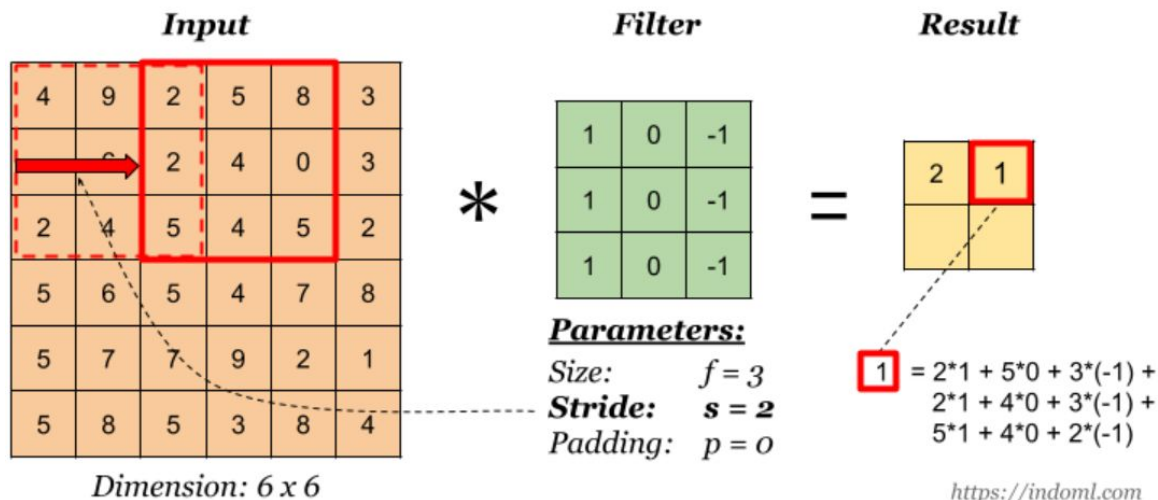 Input Filter Result
4 9 2 5 8 3
6 2 4 0 3
2 4 5 4 5 2
5 6 5 4 7 8
5 7 7 9 2 1
5 8 5 3 8 4
Dimension: 6 x 6
*
1 0 -1
1 0 -1
1 0 -1
Parameters:
Size: f = 3
Stride: s = 2
Padding: p = 0
=
2 1
1 = 2*1 + 5*0 + 3*(-1) +
2*1 + 4*0 + 3*(-1) +
5*1 + 4*0 + 2*(-1)
https://indoml.com